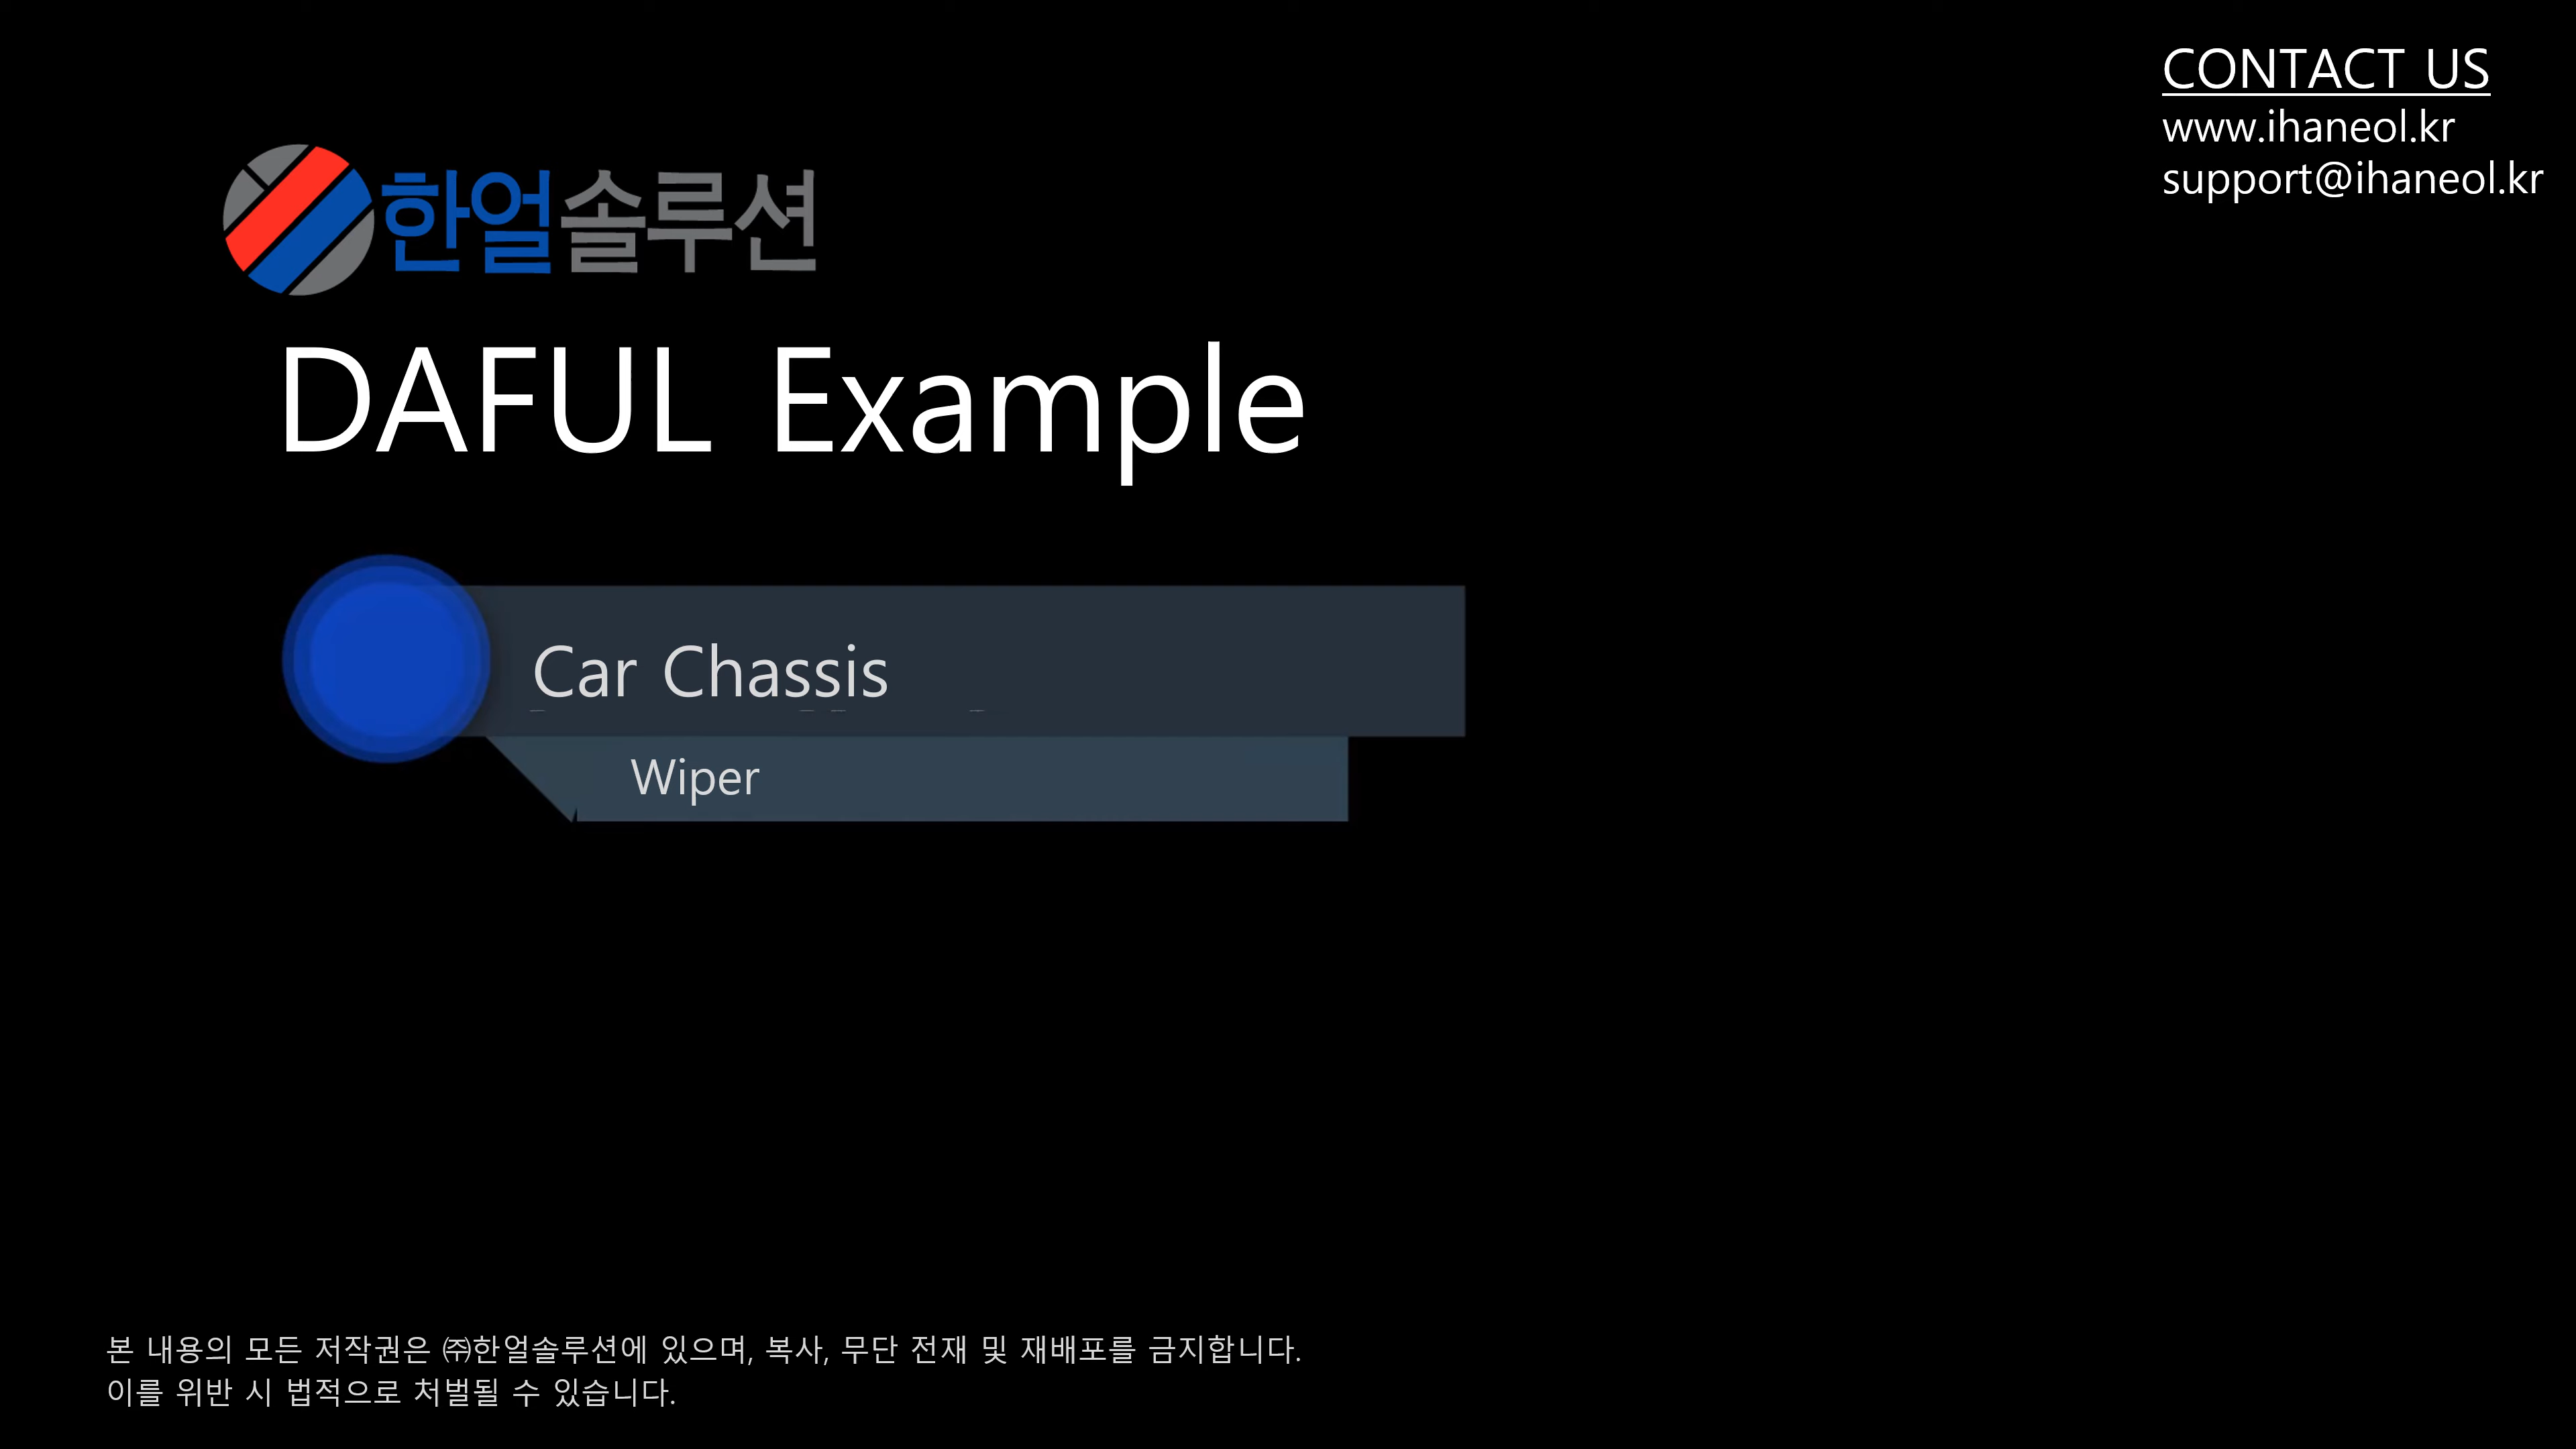 CONTACT US
www.ihaneol.kr
support@ihaneol.kr
한얼솔루션
DAFUL Example
Car Chassis
Wiper
본 내용의 모든 저작권은 ㈜한얼솔루션에 있으며, 복사, 무단 전재 및 재배포를 금지합니다.
이를 위반 시 법적으로 처벌될 수 있습니다.